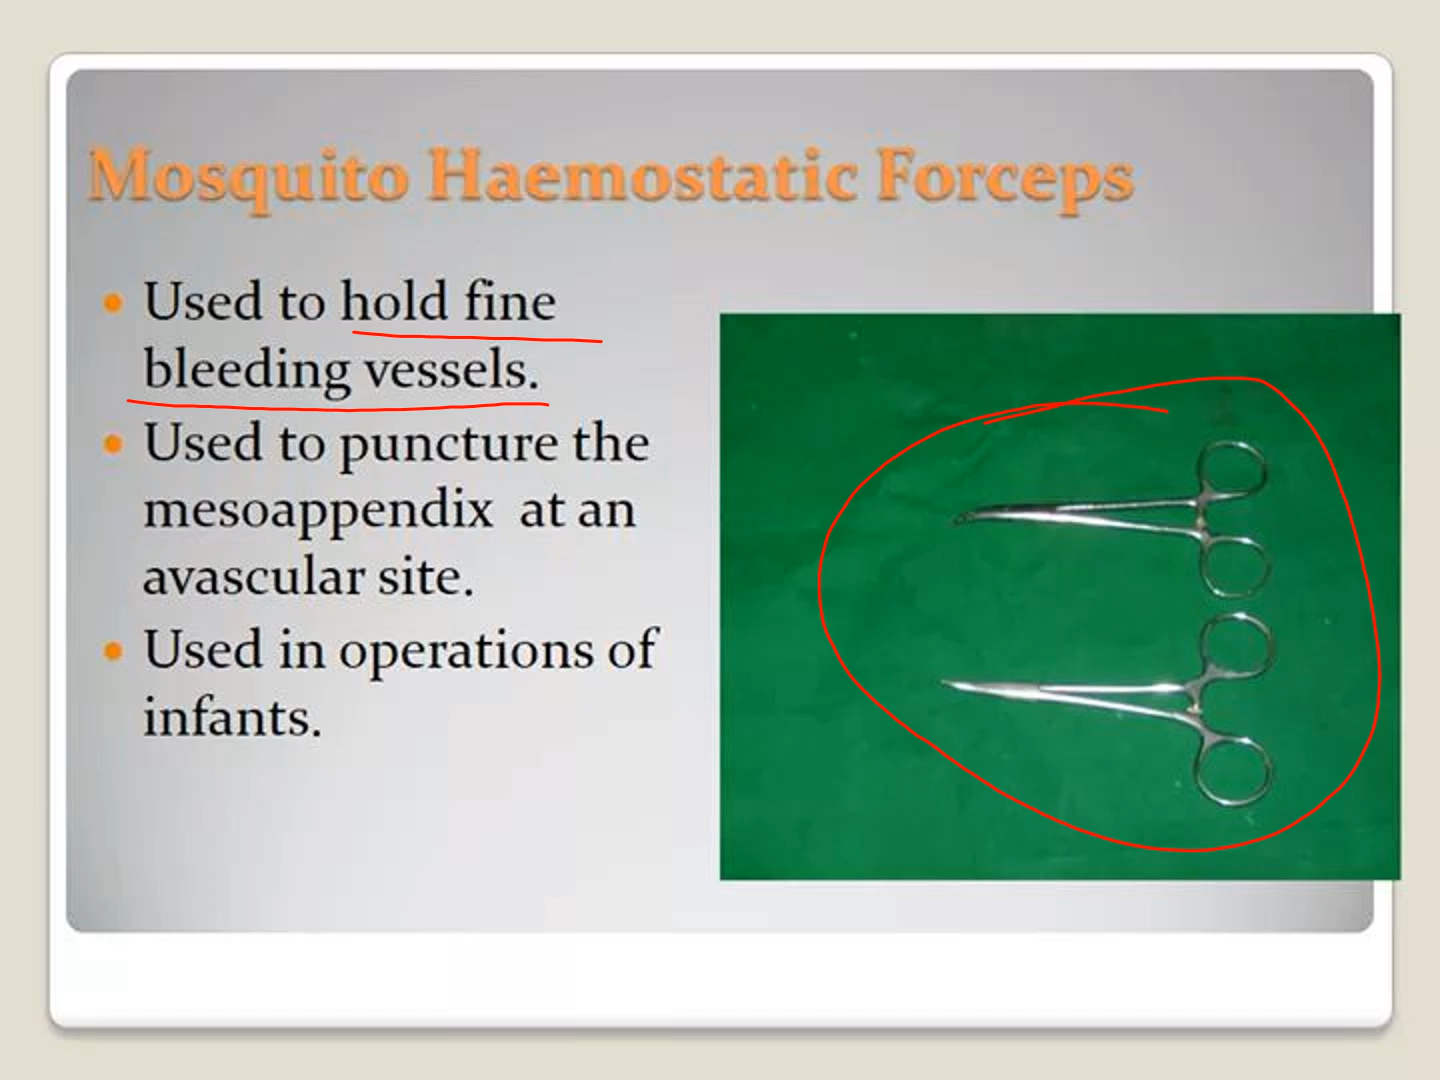 Mosquito Haemostatic Forceps
• Used to hold fine
bleeding vessels.
• Used to puncture the
mesoappendix at an
avascular site.
• Used in operations of
infants.